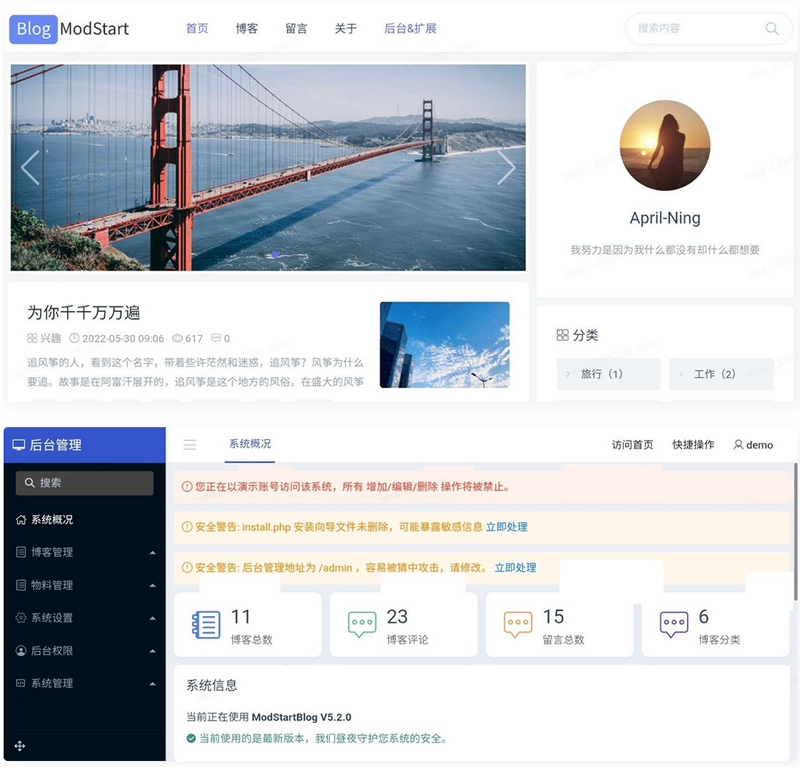 Blog ModStart 首页 博客 留言 关于 后台&扩展 搜索内容
April-Ning
我努力是因为我什么都没有却什么都想要
为你千千万万遍
兴趣 2022-05-30 09:06 617 0
追风筝的人，看到这个名字，带着些许茫然和迷惑，追风筝？风筝为什么
要追。故事是在阿富汗展开的，追风筝是这个地方的风俗。在盛大的风筝
分类
旅行（1） 工作（2）
后台管理 系统概况 访问首页 快捷操作 demo
搜索
系统概况
博客管理
物料管理
系统设置
后台权限
系统管理
您正在以演示账号访问该系统，所有 增加/编辑/删除 操作将被禁止。
安全警告: install.php 安装向导文件未删除，可能暴露敏感信息 立即处理
安全警告: 后台管理地址为 /admin ，容易被猜中攻击，请修改。 立即处理
11 23 15 6
博客总数 博客评论 留言总数 博客分类
系统信息
当前正在使用 ModStartBlog V5.2.0
当前使用的是最新版本，我们昼夜守护您系统的安全。